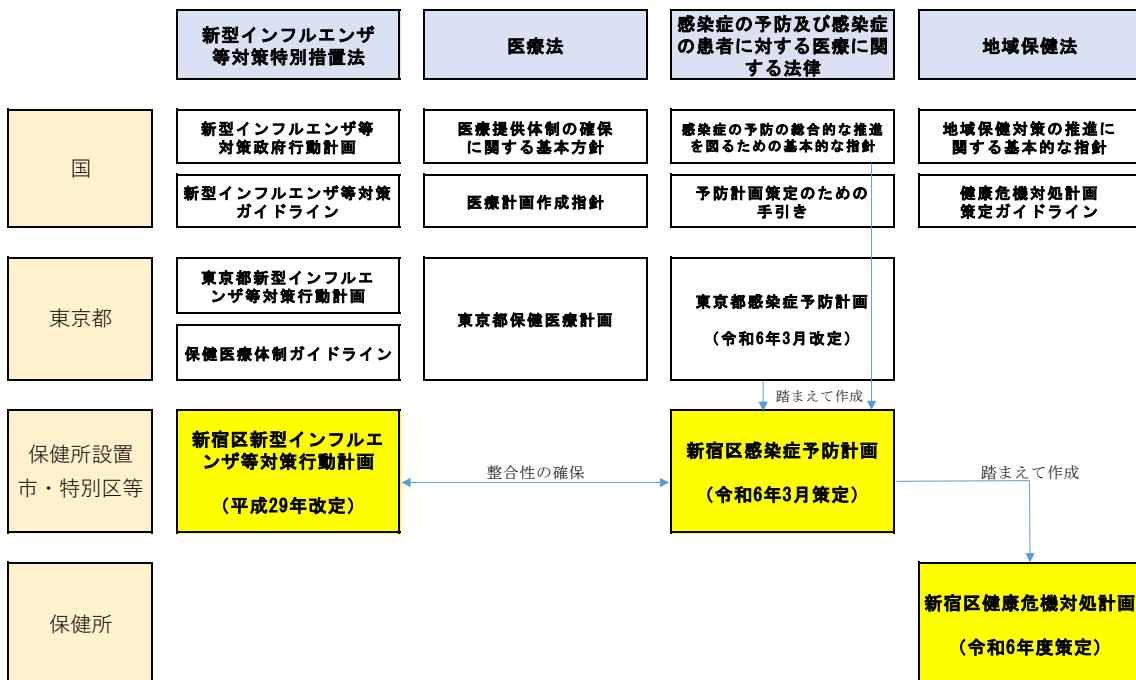 新型インフルエンザ
等対策特別措置法
医療法
感染症の予防及び感染症
の患者に対する医療に関
する法律
地域保健法
国
新型インフルエンザ等
対策政府行動計画
医療提供体制の確保
に関する基本方針
感染症の予防の総合的な推進
を図るための基本的な指針
地域保健対策の推進に
関する基本的な指針
新型インフルエンザ等対策
ガイドライン
医療計画作成指針
予防計画策定のための
手引き
健康危機対処計画
策定ガイドライン
東京都
東京都新型インフルエ
ンザ等対策行動計画
保健医療体制ガイドライン
東京都保健医療計画
東京都感染症予防計画
(令和6年3月改定)
踏まえて作成
保健所設置
市・特別区等
新宿区新型インフルエ
ンザ等対策行動計画
(平成29年改定)
整合性の確保
新宿区感染症予防計画
(令和6年3月策定)
踏まえて作成
保健所
新宿区健康危機対処計画
(令和6年度策定)